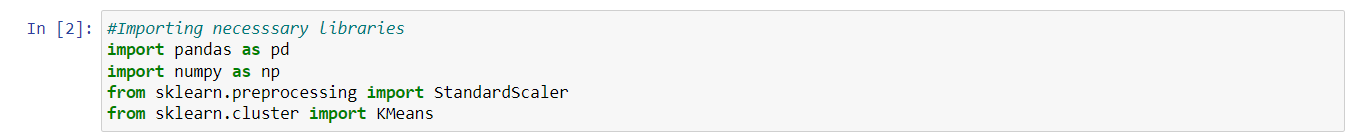 In [2]: #Importing necesssary libraries
import pandas as pd
import numpy as np
from sklearn.preprocessing import StandardScaler
from sklearn.cluster import KMeans